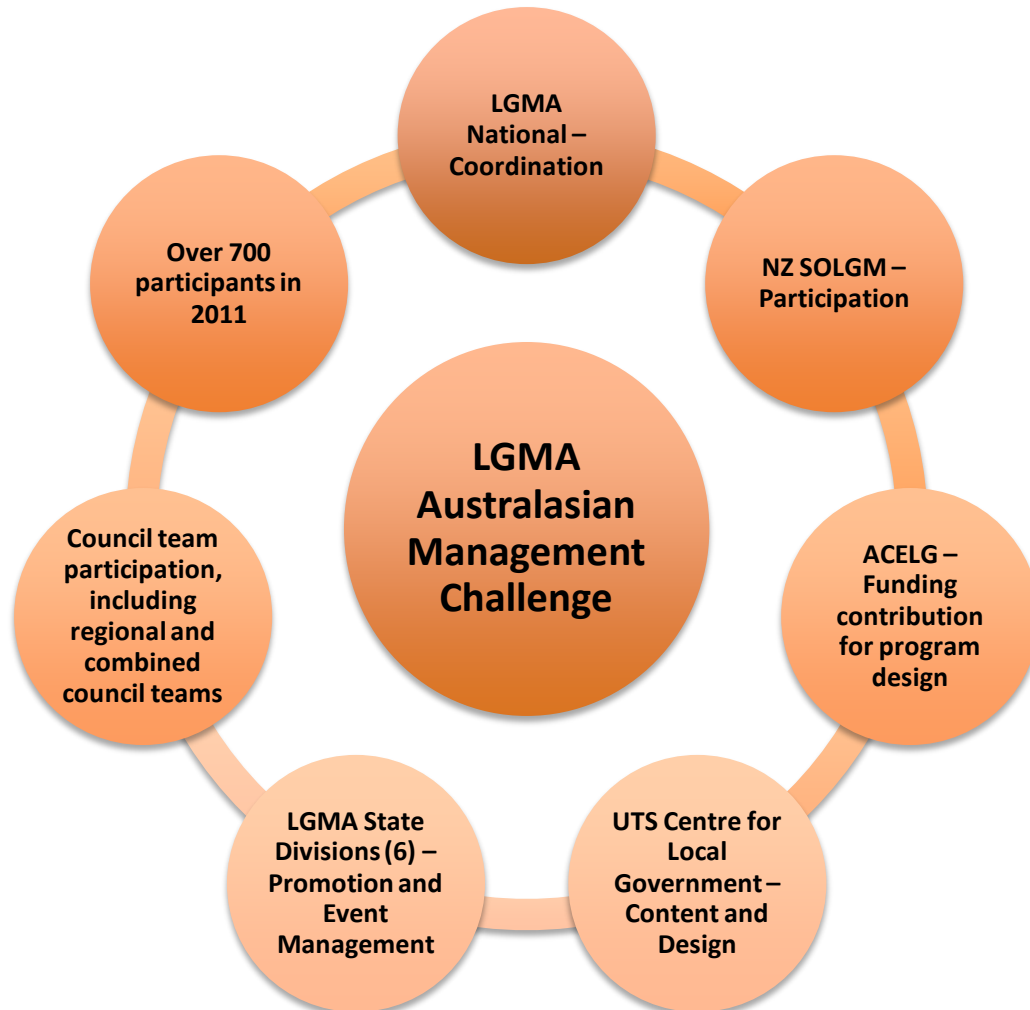 LGMA
National –
Coordination
NZ SOLGM –
Participation
ACELG –
Funding
contribution
for program
design
UTS Centre for
Local
Government –
Content and
Design
LGMA State
Divisions (6) –
Promotion and
Event
Management
Council team
participation,
including
regional and
combined
council teams
Over 700
participants in
2011
LGMA
Australasian
Management
Challenge